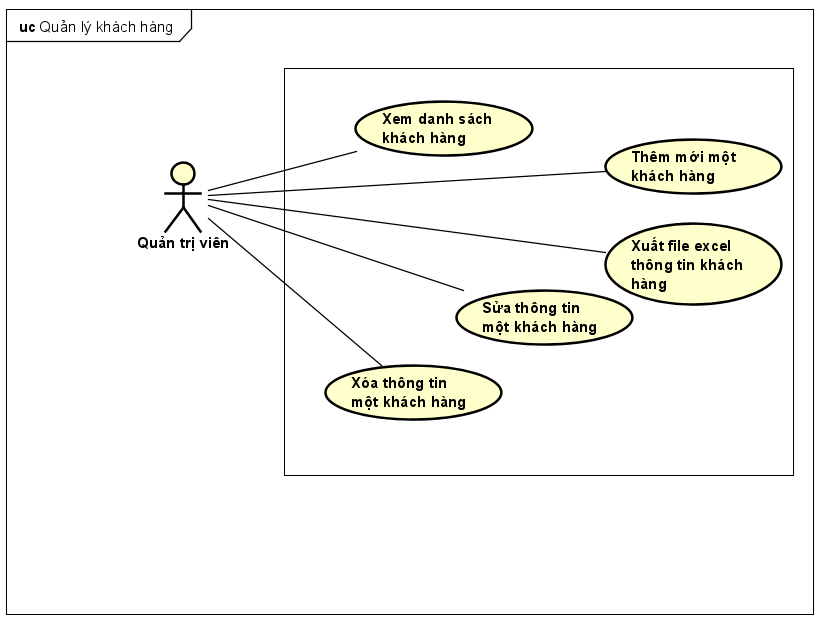 uc Quản lý khách hàng
Xem danh sách
khách hàng
Thêm mới một
khách hàng
Quản trị viên
Xuất file excel
thông tin khách
hàng
Sửa thông tin
một khách hàng
Xóa thông tin
một khách hàng